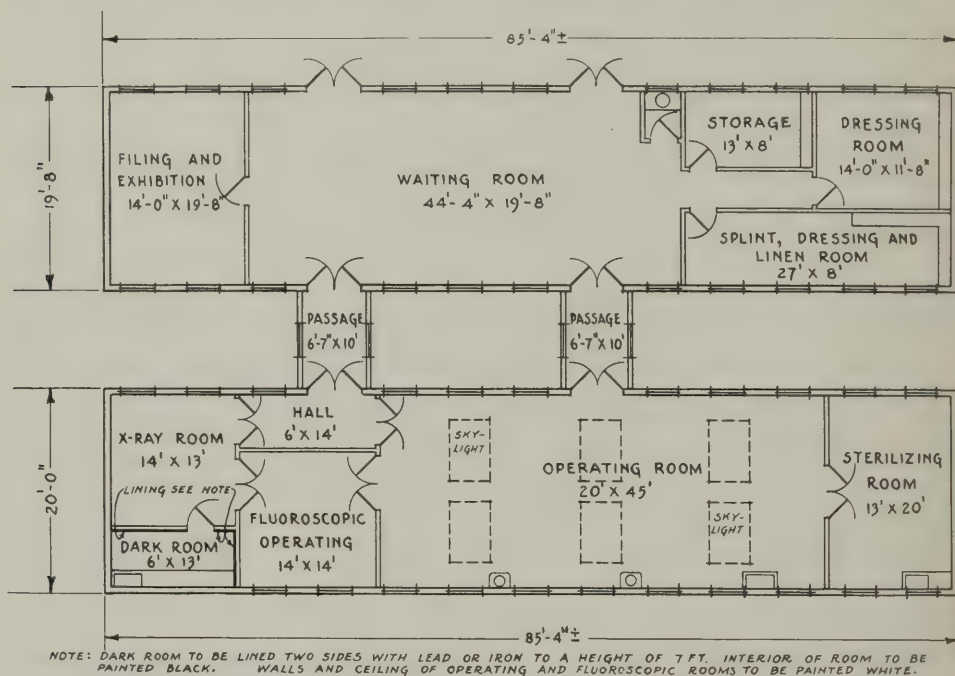 85'-4"±
19'-8"
FILING AND
EXHIBITION
14'-0" X 19'-8"
WAITING ROOM
44'-4" X 19'-8"
STORAGE
13' X 8'
DRESSING
ROOM
14'-0" X 11'-8"
SPLINT, DRESSING AND
LINEN ROOM
27' X 8'
PASSAGE
6'-7" X 10'
PASSAGE
6'-7" X 10'
20'-0"
X-RAY ROOM
14' X 13'
LINING SEE NOTE
DARK ROOM
6' X 13'
HALL
6' X 14'
FLUOROSCOPIC
OPERATING
14' X 14'
SKY-
LIGHT
OPERATING ROOM
20' X 45'
SKY-
LIGHT
STERILIZING
ROOM
13' X 20'
85'-4"±
NOTE: DARK ROOM TO BE LINED TWO SIDES WITH LEAD OR IRON TO A HEIGHT OF 7 FT. INTERIOR OF ROOM TO BE
PAINTED BLACK. WALLS AND CEILING OF OPERATING AND FLUOROSCOPIC ROOMS TO BE PAINTED WHITE.